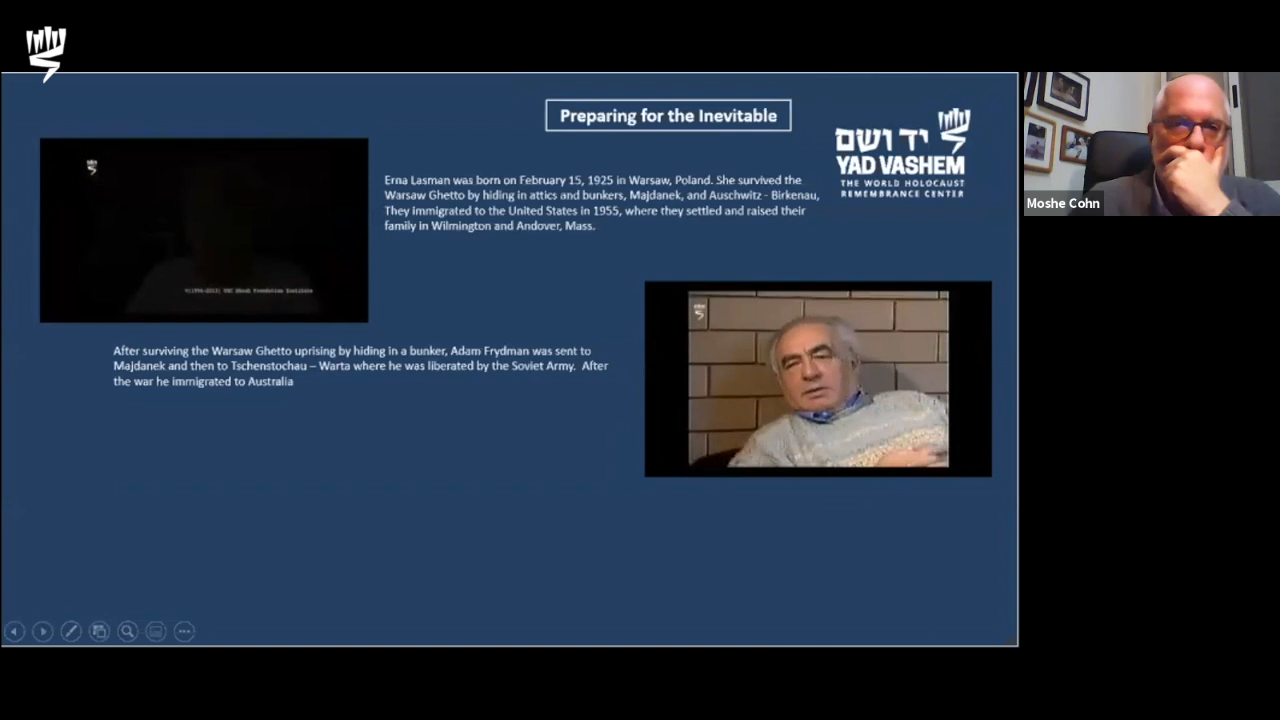 Preparing for the Inevitable
יד ושם
YAD VASHEM
THE WORLD HOLOCAUST
REMEMBRANCE CENTER
Erna Lasman was born on February 15, 1925 in Warsaw, Poland. She survived the
Warsaw Ghetto by hiding in attics and bunkers, Majdanek, and Auschwitz - Birkenau,
They immigrated to the United States in 1955, where they settled and raised their
family in Wilmington and Andover, Mass.
After surviving the Warsaw Ghetto uprising by hiding in a bunker, Adam Frydman was sent to
Majdanek and then to Tschenstochau – Warta where he was liberated by the Soviet Army.  After
the war he immigrated to Australia
Moshe Cohn